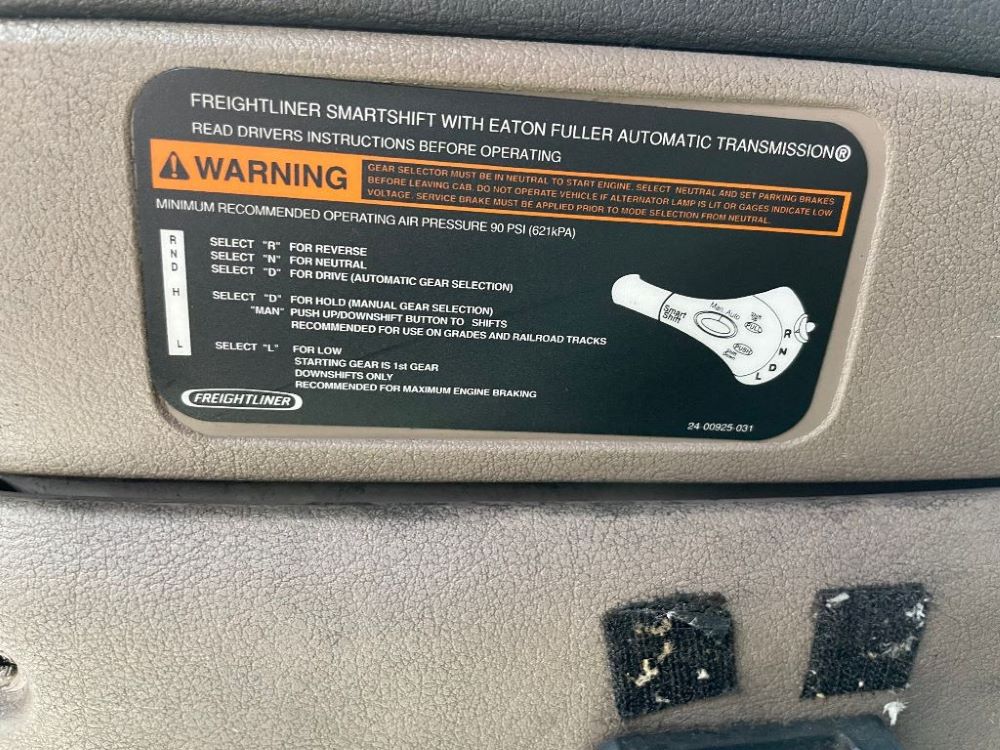 FREIGHTLINER SMARTSHIFT WITH EATON FULLER AUTOMATIC TRANSMISSION®
READ DRIVERS INSTRUCTIONS BEFORE OPERATING
WARNING
GEAR SELECTOR MUST BE IN NEUTRAL TO START ENGINE. SELECT NEUTRAL AND SET PARKING BRAKES
BEFORE LEAVING CAB. DO NOT OPERATE VEHICLE IF ALTERNATOR LAMP IS LIT OR GAGES INDICATE LOW
VOLTAGE. SERVICE BRAKE MUST BE APPLIED PRIOR TO MODE SELECTION FROM NEUTRAL.
MINIMUM RECOMMENDED OPERATING AIR PRESSURE 90 PSI (621kPA)
R
N
D
H
L
SELECT "R" FOR REVERSE
SELECT "N" FOR NEUTRAL
SELECT "D" FOR DRIVE (AUTOMATIC GEAR SELECTION)
SELECT "D" FOR HOLD (MANUAL GEAR SELECTION)
"MAN" PUSH UP/DOWNSHIFT BUTTON TO SHIFTS
RECOMMENDED FOR USE ON GRADES AND RAILROAD TRACKS
SELECT "L" FOR LOW
STARTING GEAR IS 1st GEAR
DOWNSHIFTS ONLY
RECOMMENDED FOR MAXIMUM ENGINE BRAKING
Smart
Shift
Man Auto
PULL
PUSH
R
N
D
L
FREIGHTLINER
24-00925-031